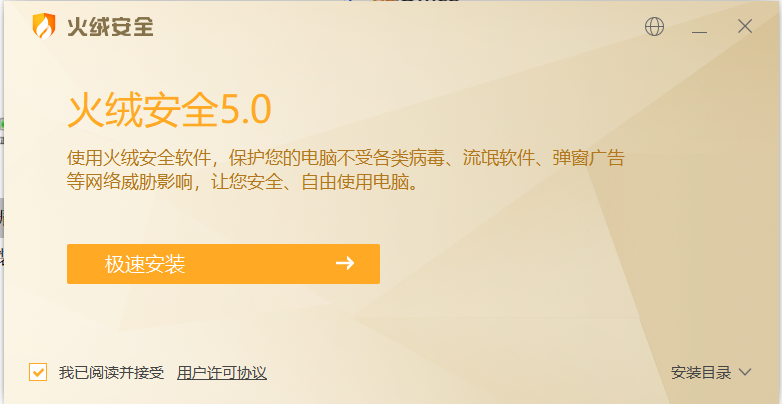 火绒安全
火绒安全5.0
使用火绒安全软件，保护您的电脑不受各类病毒、流氓软件、弹窗广告
等网络威胁影响，让您安全、自由使用电脑。
极速安装
我已阅读并接受 用户许可协议
安装目录